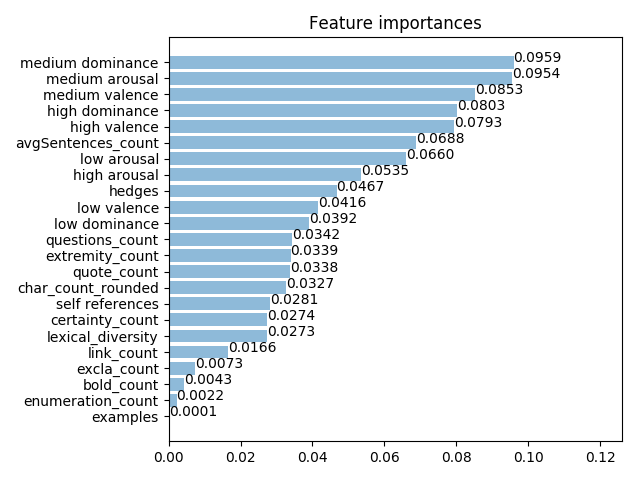 Feature importances
medium dominance 0.0959
medium arousal 0.0954
medium valence 0.0853
high dominance 0.0803
high valence 0.0793
avgSentences_count 0.0688
low arousal 0.0660
high arousal 0.0535
hedges 0.0467
low valence 0.0416
low dominance 0.0392
questions_count 0.0342
extremity_count 0.0339
quote_count 0.0338
char_count_rounded 0.0327
self references 0.0281
certainty_count 0.0274
lexical_diversity 0.0273
link_count 0.0166
excla_count 0.0073
bold_count 0.0043
enumeration_count 0.0022
examples 0.0001
0.00 0.02 0.04 0.06 0.08 0.10 0.12